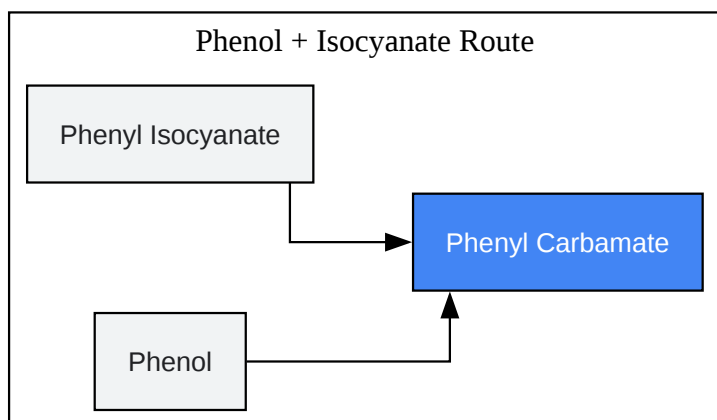 Phenol + Isocyanate Route
Phenyl Isocyanate
Phenyl Carbamate
Phenol